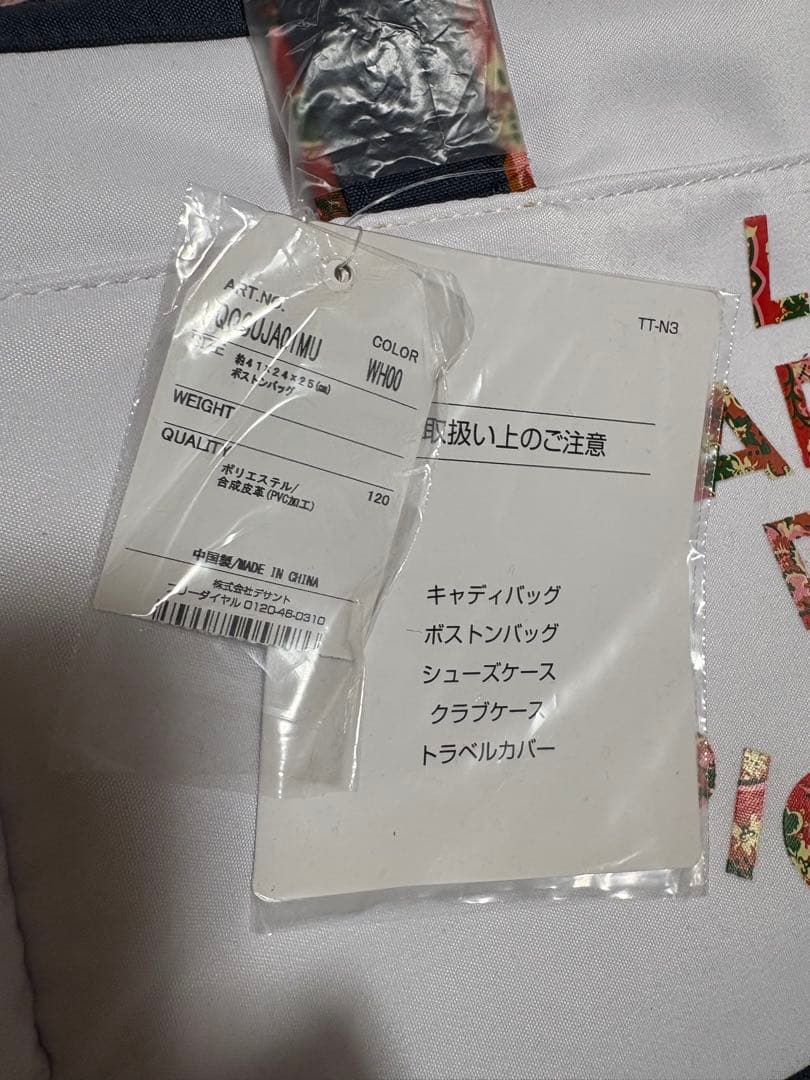 ART.NO.
COLOR
WH00
約41×24×25(㎝)
ボストンバッグ
WEIGHT
QUALITY
ポリエステル/
合成皮革(PVC加工)
120
中国製/MADE IN CHINA
株式会社デサント
フリーダイヤル 0120-46-0310
TT-N3
取扱い上のご注意
キャディバッグ
ボストンバッグ
シューズケース
クラブケース
トラベルカバー